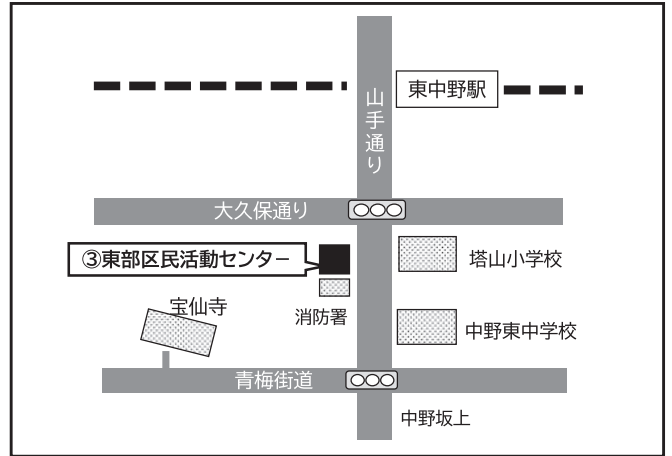 東中野駅
山手通り
大久保通り
③東部区民活動センター
塔山小学校
宝仙寺
消防署
中野東中学校
青梅街道
中野坂上